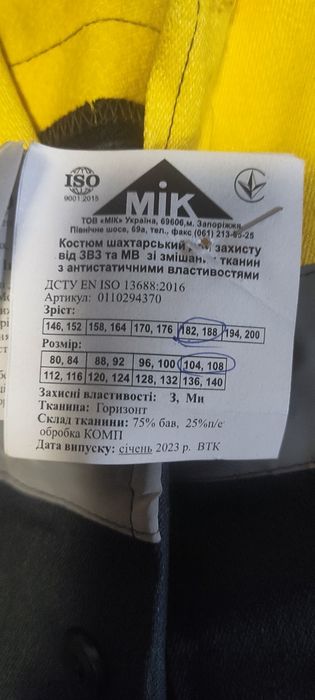 ISO
9001:2015
МІК
ТОВ «МІК» Україна, 69606,м. Запоріжжя
Північне шосе, 69а, тел., факс (061) 213-65-25
Костюм шахтарський для захисту
від ЗВЗ та МВ зі змішаних тканин
з антистатичними властивостями
ДСТУ EN ISO 13688:2016
Артикул: 0110294370
Зріст:
146, 152 158, 164 170, 176 182, 188 194, 200
Розмір:
80, 84 88, 92 96, 100 104, 108
112, 116 120, 124 128, 132 136, 140
Захисні властивості: З, Ми
Тканина: Горизонт
Склад тканини: 75% бав, 25%п/е
обробка КОМП
Дата випуску: січень 2023 р. ВТК